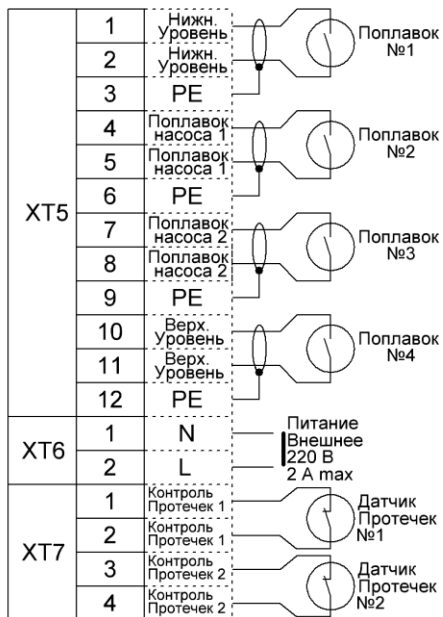 XT5
1
Нижн.
Уровень
2
Нижн.
Уровень
3
PE
Поплавок
№1
4
Поплавок
насоса 1
5
Поплавок
насоса 1
6
PE
Поплавок
№2
7
Поплавок
насоса 2
8
Поплавок
насоса 2
9
PE
Поплавок
№3
10
Верх.
Уровень
11
Верх.
Уровень
12
PE
Поплавок
№4
XT6
1
N
2
L
Питание
Внешнее
220 В
2 А max
XT7
1
Контроль
Протечек 1
2
Контроль
Протечек 1
Датчик
Протечек
№1
3
Контроль
Протечек 2
4
Контроль
Протечек 2
Датчик
Протечек
№2